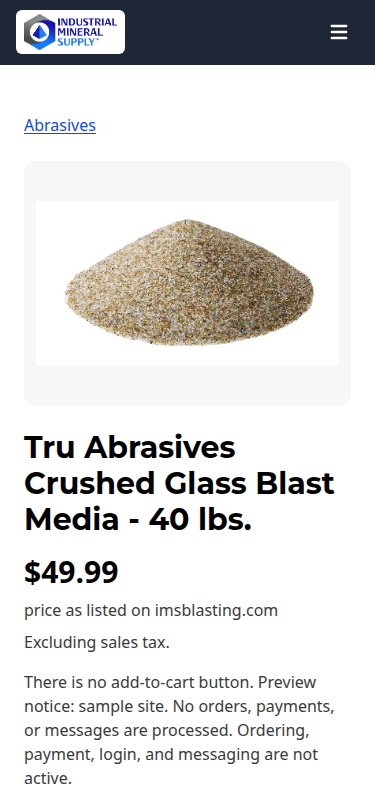 INDUSTRIAL
MINERAL
SUPPLY™
Abrasives
Tru Abrasives
Crushed Glass Blast
Media - 40 lbs.
$49.99
price as listed on imsblasting.com
Excluding sales tax.
There is no add-to-cart button. Preview
notice: sample site. No orders, payments,
or messages are processed. Ordering,
payment, login, and messaging are not
active.